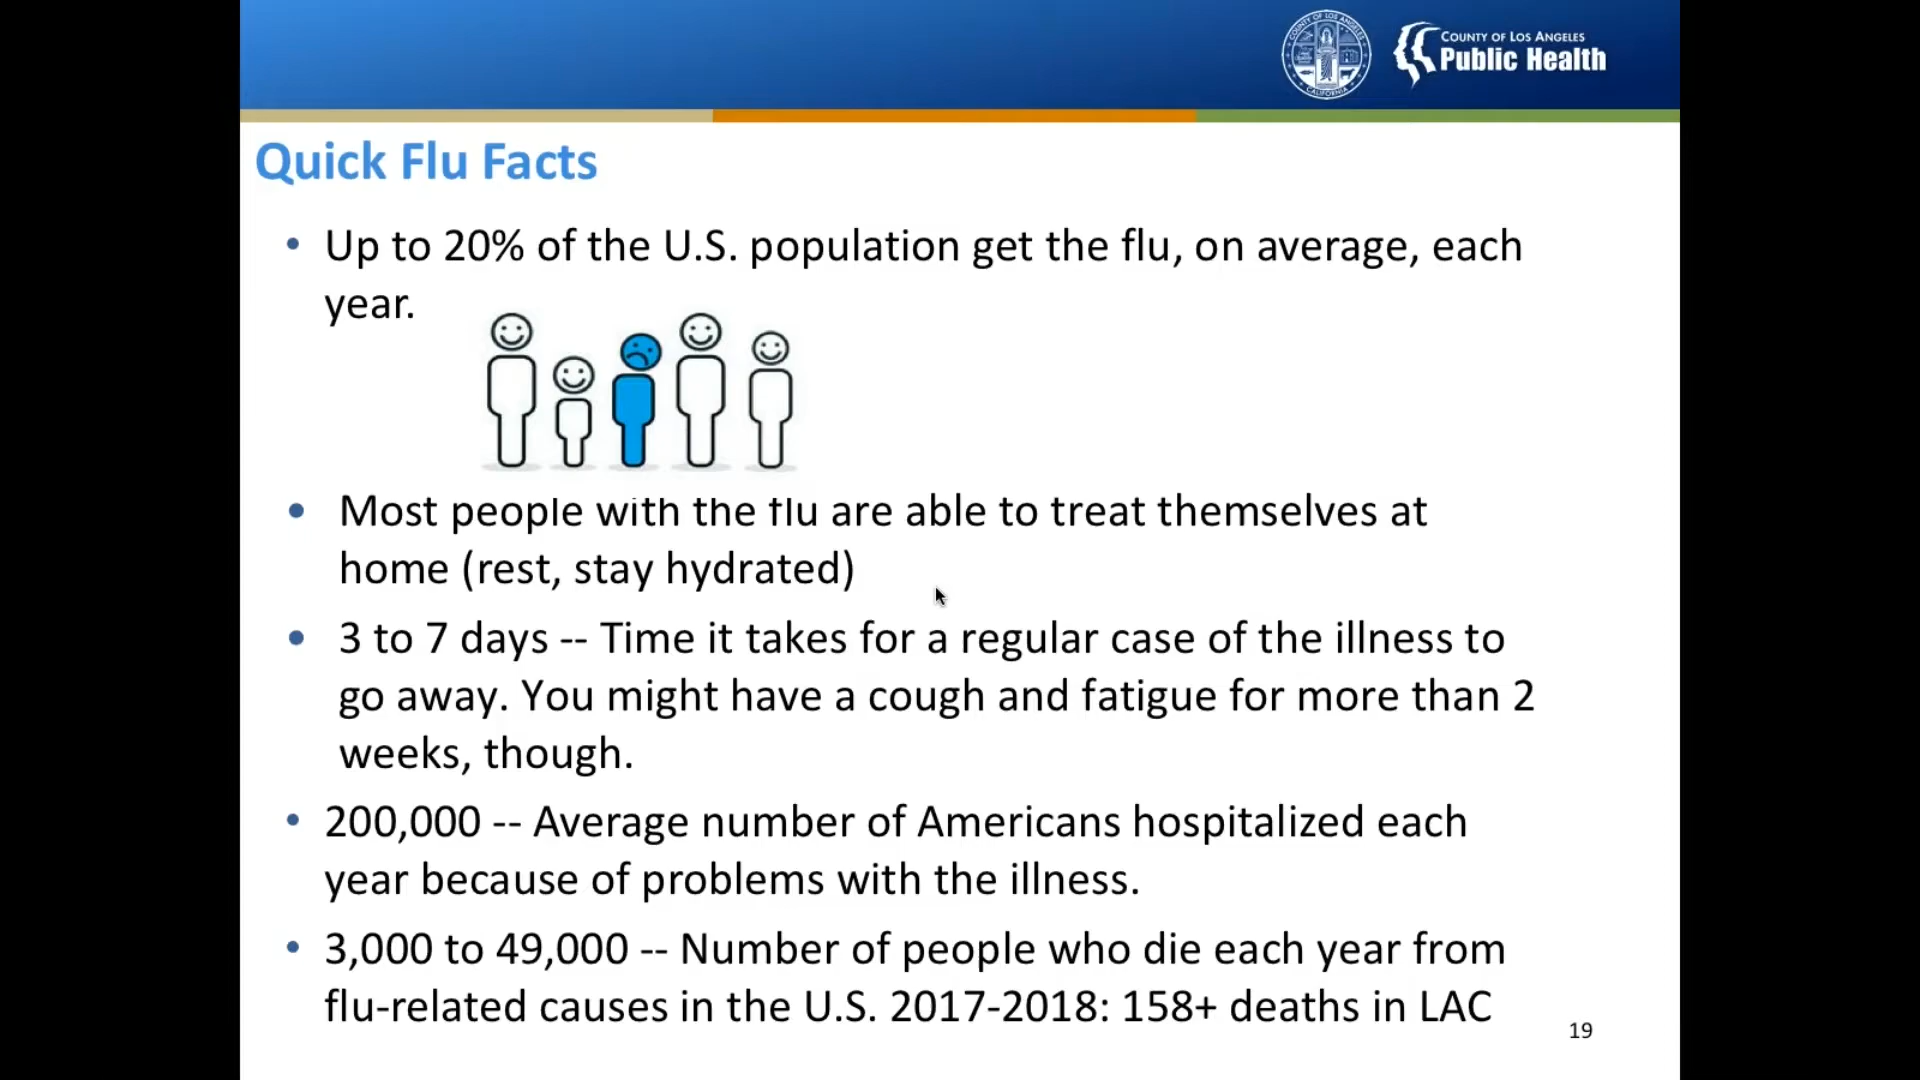 COUNTY OF LOS ANGELES
CALIFORNIA
COUNTY OF LOS ANGELES
Public Health
Quick Flu Facts
• Up to 20% of the U.S. population get the flu, on average, each
year.
• Most people with the flu are able to treat themselves at
home (rest, stay hydrated)
• 3 to 7 days -- Time it takes for a regular case of the illness to
go away. You might have a cough and fatigue for more than 2
weeks, though.
• 200,000 -- Average number of Americans hospitalized each
year because of problems with the illness.
• 3,000 to 49,000 -- Number of people who die each year from
flu-related causes in the U.S. 2017-2018: 158+ deaths in LAC
19